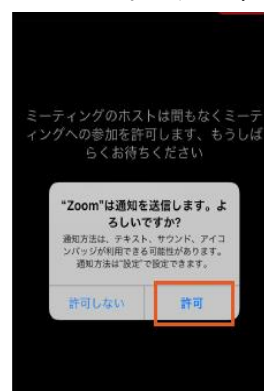 ミーティングのホストは間もなくミーテ
ィングへの参加を許可します、もうしば
らくお待ちください
“Zoom”は通知を送信します。よ
ろしいですか?
通知方法は、テキスト、サウンド、アイコ
ンバッジが利用できる可能性があります。
通知方法は“設定”で設定できます。
許可しない
許可